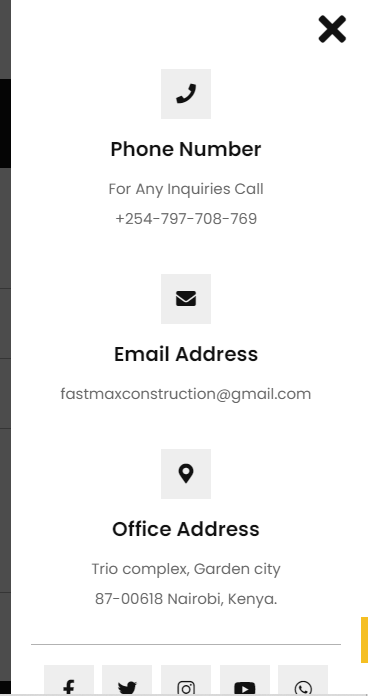 Phone Number
For Any Inquiries Call
+254-797-708-769
Email Address
fastmaxconstruction@gmail.com
Office Address
Trio complex, Garden city
87-00618 Nairobi, Kenya.